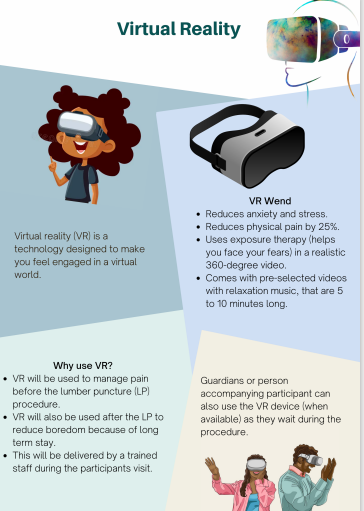 Virtual Reality
Virtual reality (VR) is a
technology designed to make
you feel engaged in a virtual
world.
VR Wend
• Reduces anxiety and stress.
• Reduces physical pain by 25%.
• Uses exposure therapy (helps
you face your fears) in a realistic
360-degree video.
• Comes with pre-selected videos
with relaxation music, that are 5
to 10 minutes long.
Why use VR?
• VR will be used to manage pain
before the lumber puncture (LP)
procedure.
• VR will also be used after the LP to
reduce boredom because of long
term stay.
• This will be delivered by a trained
staff during the participants visit.
Guardians or person
accompanying participant can
also use the VR device (when
available) as they wait during the
procedure.